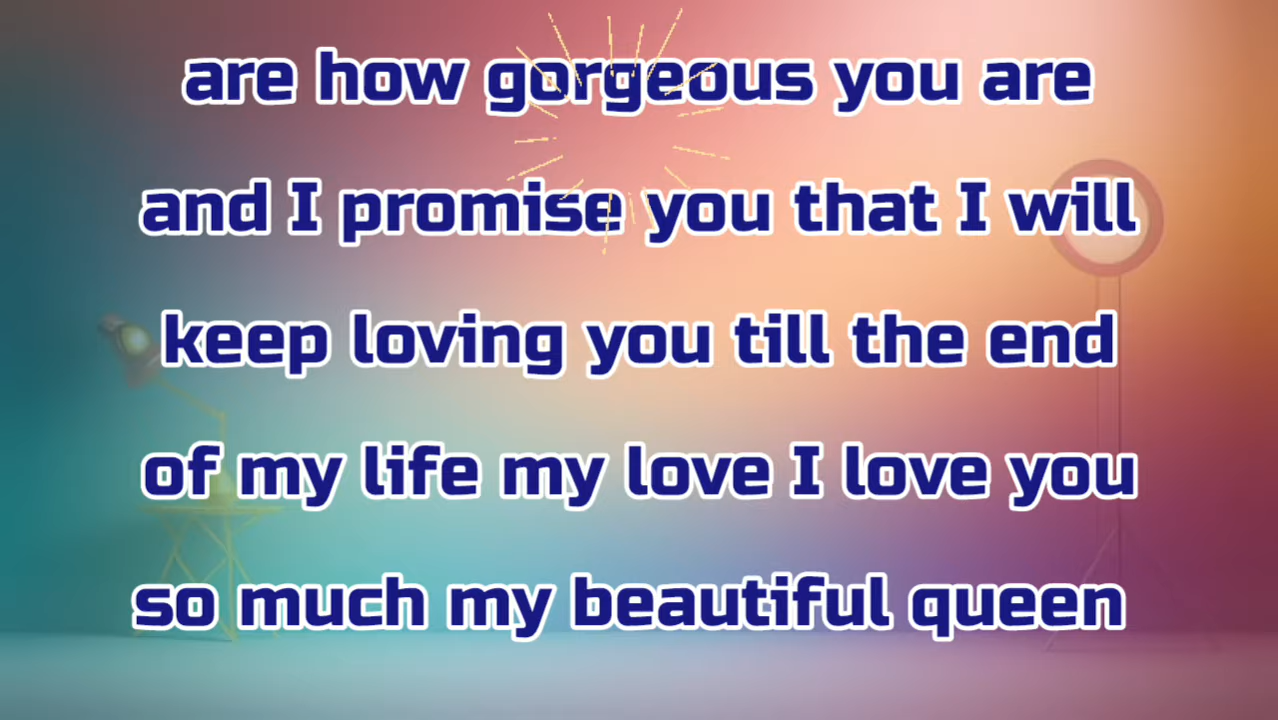 are how gorgeous you are
and I promise you that I will
keep loving you till the end
of my life my love I love you
so much my beautiful queen